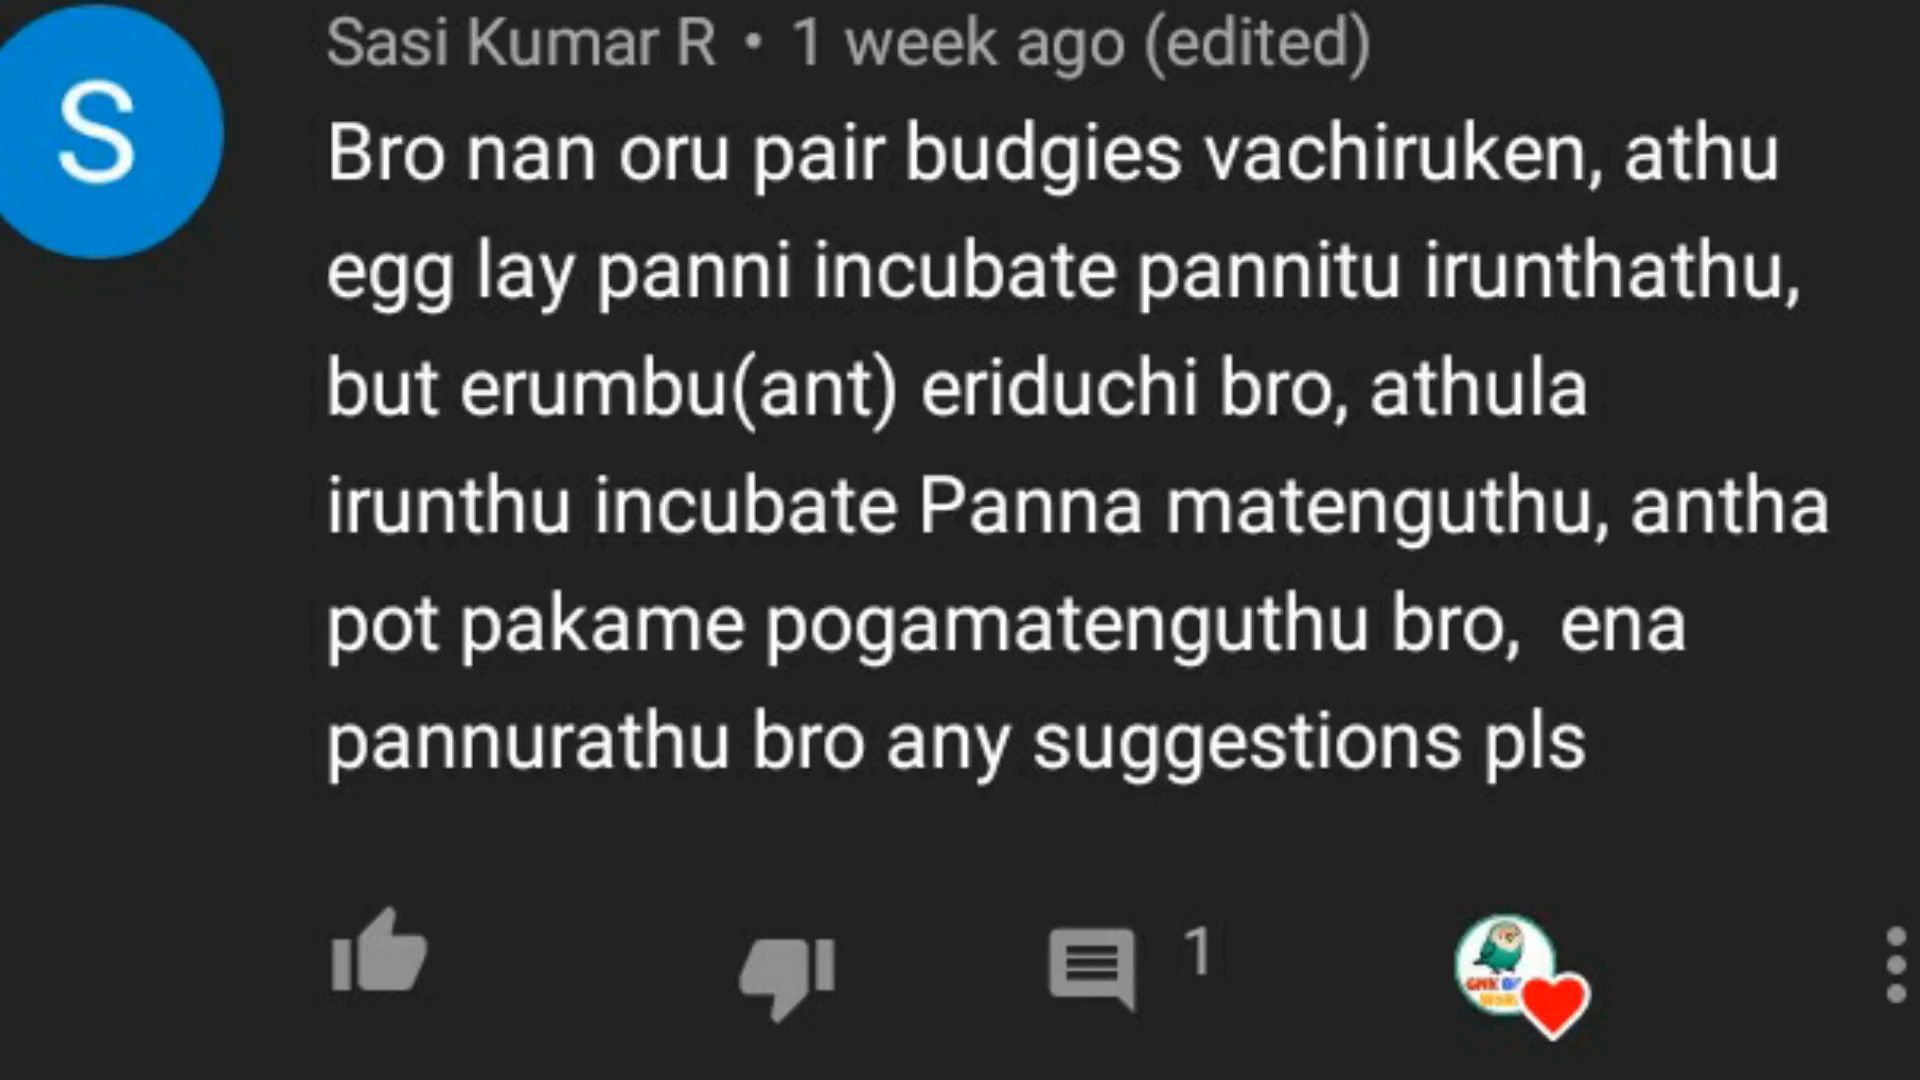 S
Sasi Kumar R • 1 week ago (edited)
Bro nan oru pair budgies vachiruken, athu
egg lay panni incubate pannitu irunthathu,
but erumbu(ant) eriduchi bro, athula
irunthu incubate Panna matenguthu, antha
pot pakame pogamatenguthu bro,  ena
pannurathu bro any suggestions pls
1